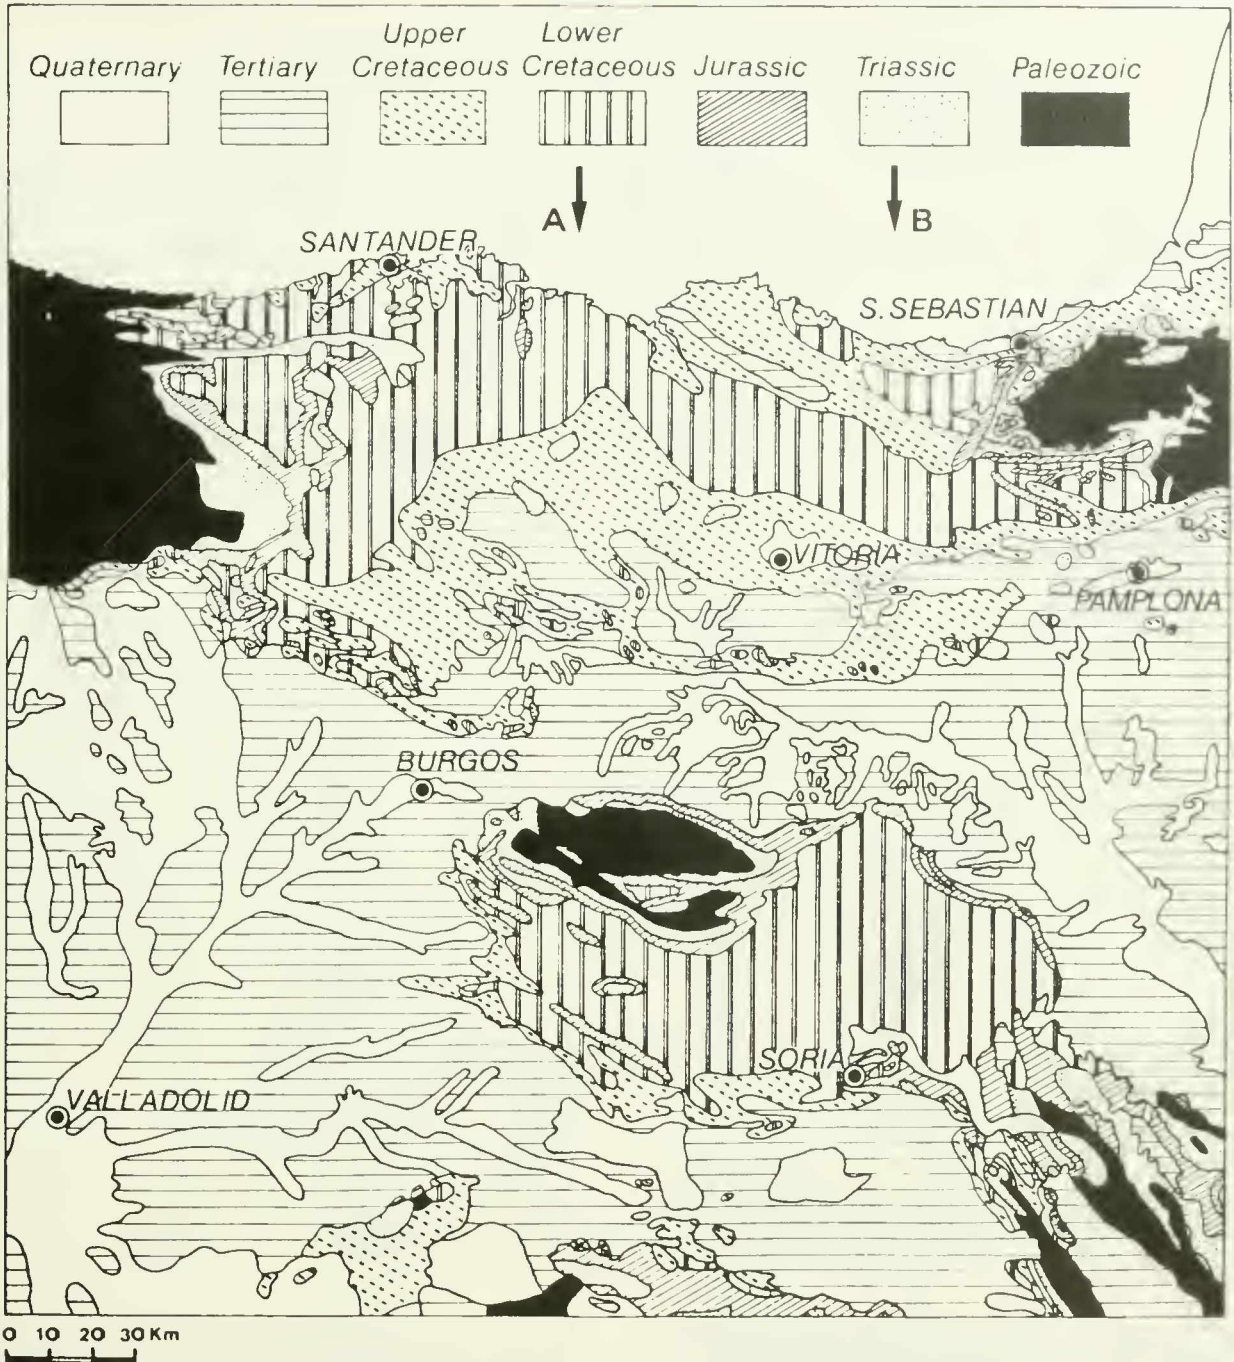 Upper Lower
Quaternary Tertiary Cretaceous Cretaceous Jurassic Triassic Paleozoic
A B
SANTANDER
S.SEBASTIAN
VITORIA
PAMPLONA
BURGOS
SORIA
VALLADOLID
0 10 20 30 Km